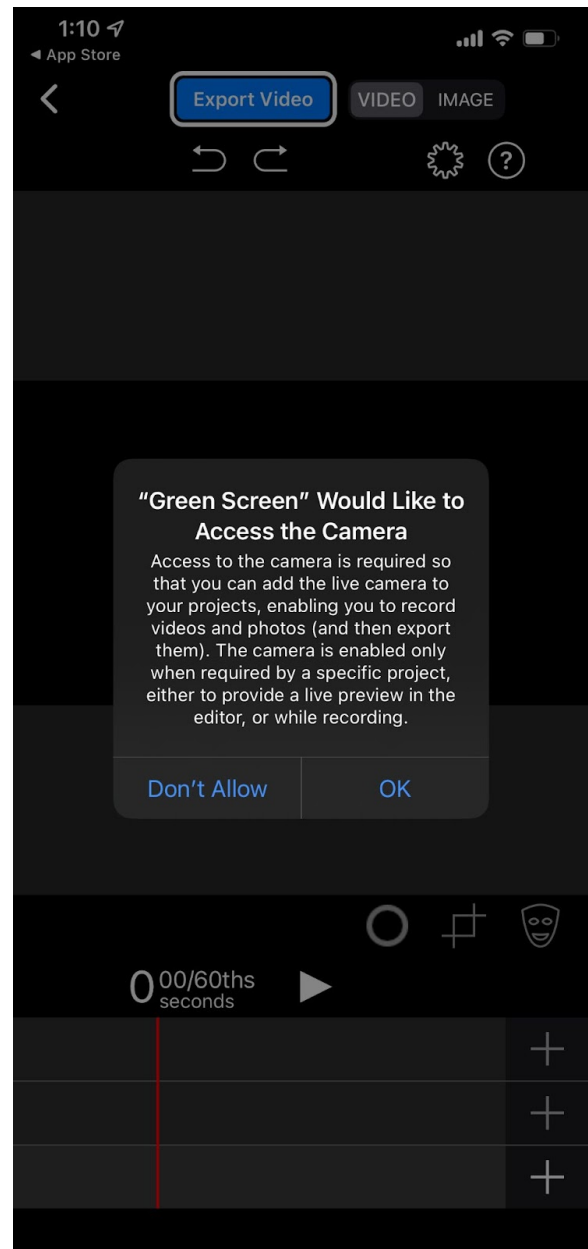 1:10
◀ App Store
Export Video
VIDEO IMAGE
?
“Green Screen” Would Like to
Access the Camera
Access to the camera is required so
that you can add the live camera to
your projects, enabling you to record
videos and photos (and then export
them). The camera is enabled only
when required by a specific project,
either to provide a live preview in the
editor, or while recording.
Don’t Allow OK
0 00/60ths
seconds